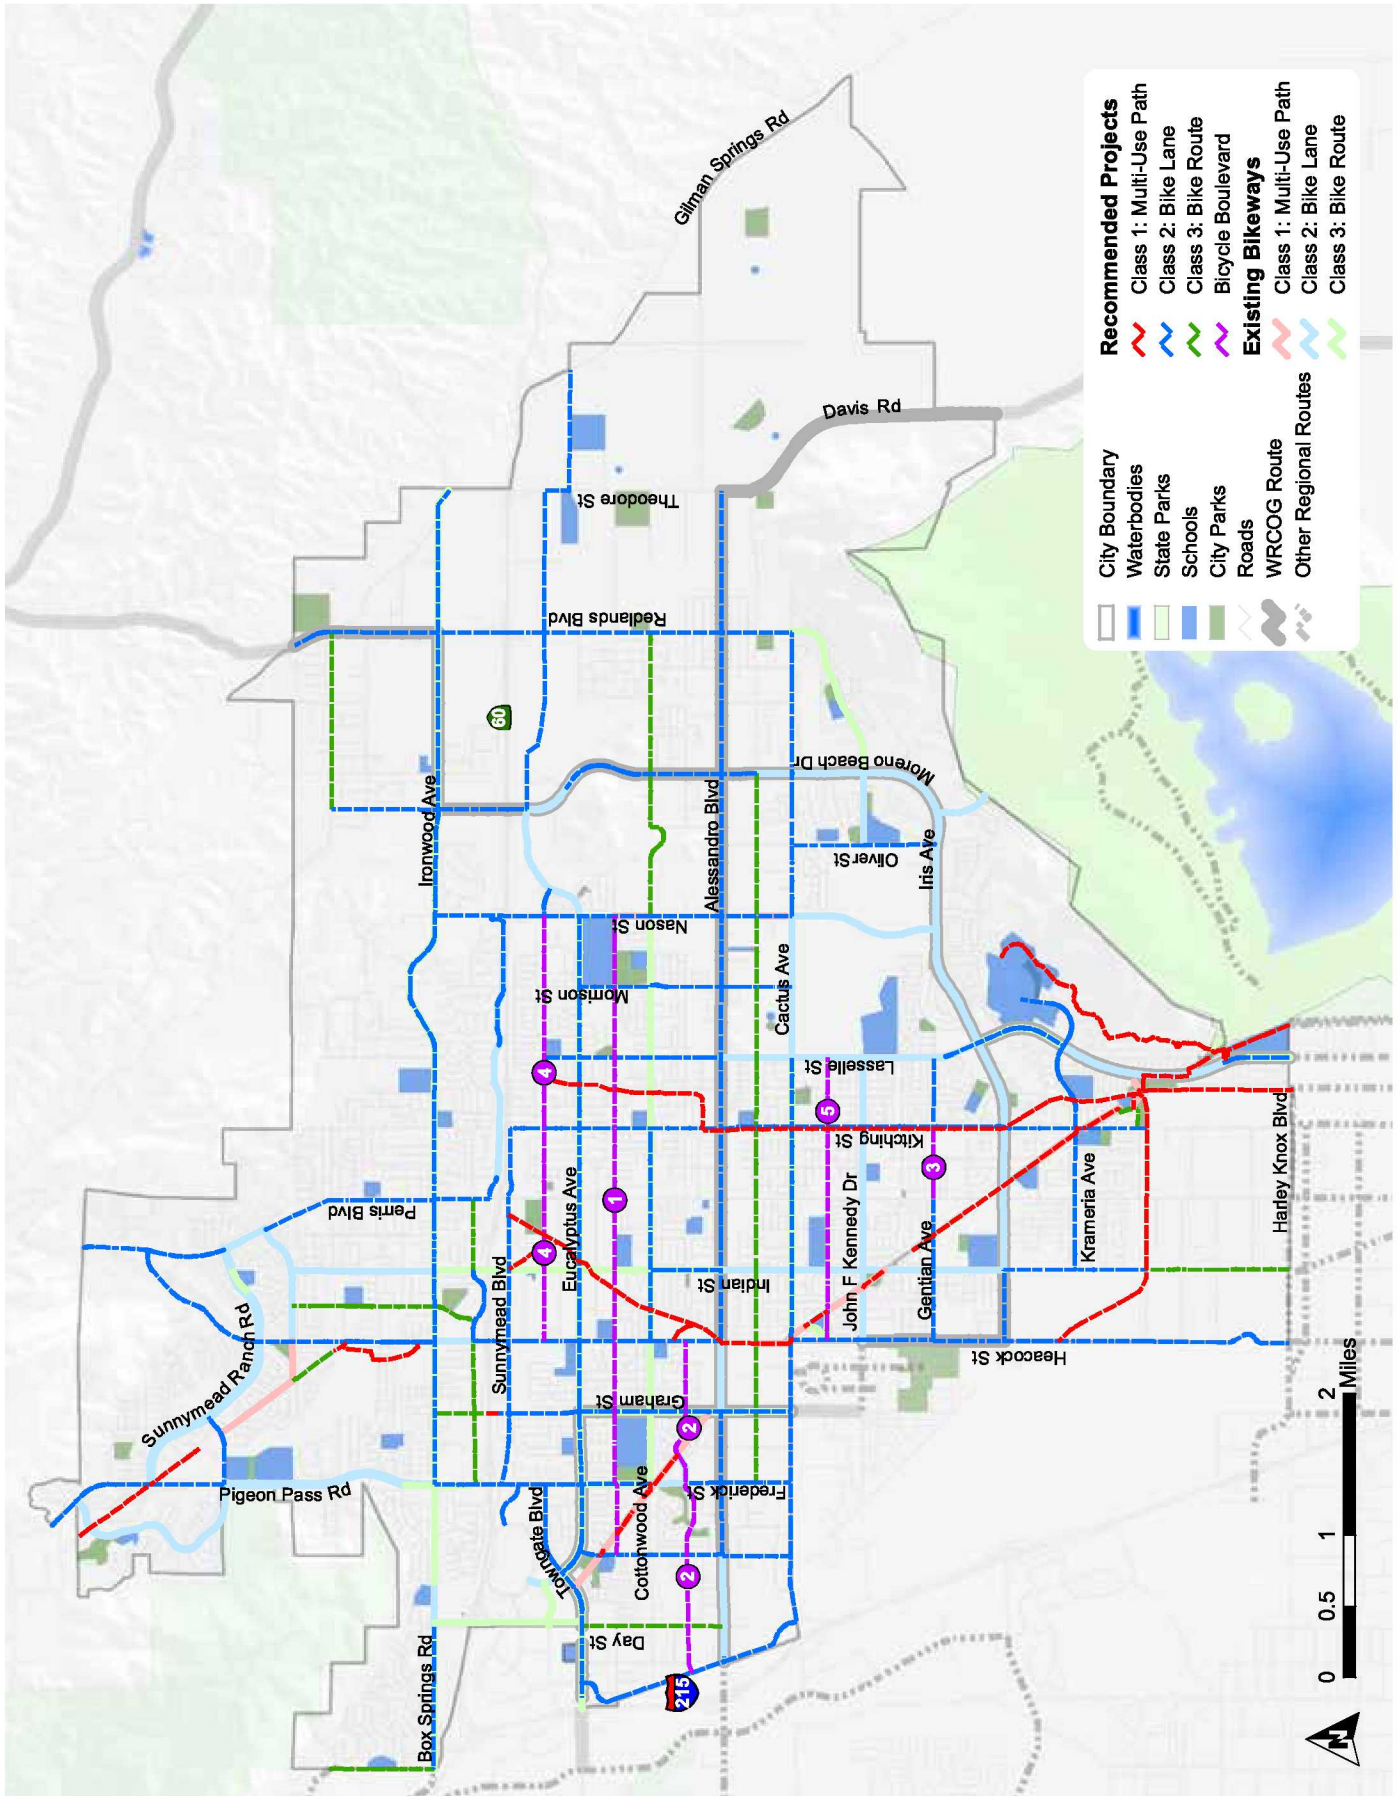 Gilman Springs Rd
Davis Rd
Theodore St
Redlands Blvd
60
Moreno Beach Dr
Ironwood Ave
Alessandro Blvd
Oliver St
Iris Ave
Nason St
Morrison St
Cactus Ave
Lasselle St
4
5
Kitching St
3
1
Eucalyptus Ave
Perris Blvd
4
John F Kennedy Dr
Gentian Ave
Krameria Ave
Harley Knox Blvd
Indian St
Sunnymead Blvd
Heacock St
Sunnymead Ranch Rd
Graham St
2
Pigeon Pass Rd
Frederick St
Towngate Blvd
Cottonwood Ave
2
Day St
Box Springs Rd
215
City Boundary
Waterbodies
State Parks
Schools
City Parks
Roads
WRCOG Route
Other Regional Routes
Recommended Projects
Class 1: Multi-Use Path
Class 2: Bike Lane
Class 3: Bike Route
Bicycle Boulevard
Existing Bikeways
Class 1: Multi-Use Path
Class 2: Bike Lane
Class 3: Bike Route
N
0 0.5 1 2
Miles